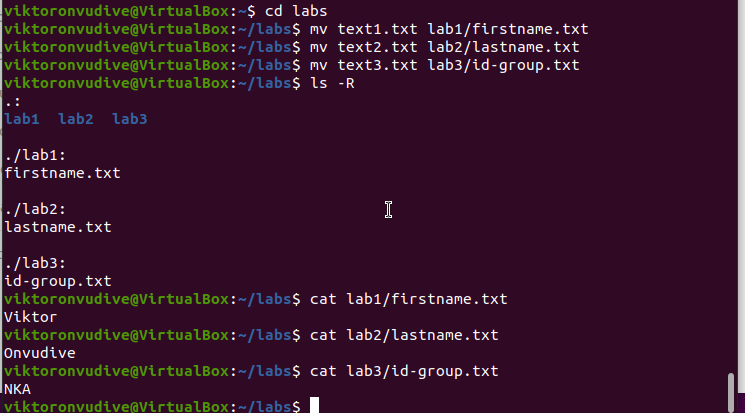 viktoronvudive@VirtualBox:~$ cd labs
viktoronvudive@VirtualBox:~/labs$ mv text1.txt lab1/firstname.txt
viktoronvudive@VirtualBox:~/labs$ mv text2.txt lab2/lastname.txt
viktoronvudive@VirtualBox:~/labs$ mv text3.txt lab3/id-group.txt
viktoronvudive@VirtualBox:~/labs$ ls -R
.:
lab1  lab2  lab3

./lab1:
firstname.txt

./lab2:
lastname.txt

./lab3:
id-group.txt
viktoronvudive@VirtualBox:~/labs$ cat lab1/firstname.txt
Viktor
viktoronvudive@VirtualBox:~/labs$ cat lab2/lastname.txt
Onvudive
viktoronvudive@VirtualBox:~/labs$ cat lab3/id-group.txt
NKA
viktoronvudive@VirtualBox:~/labs$